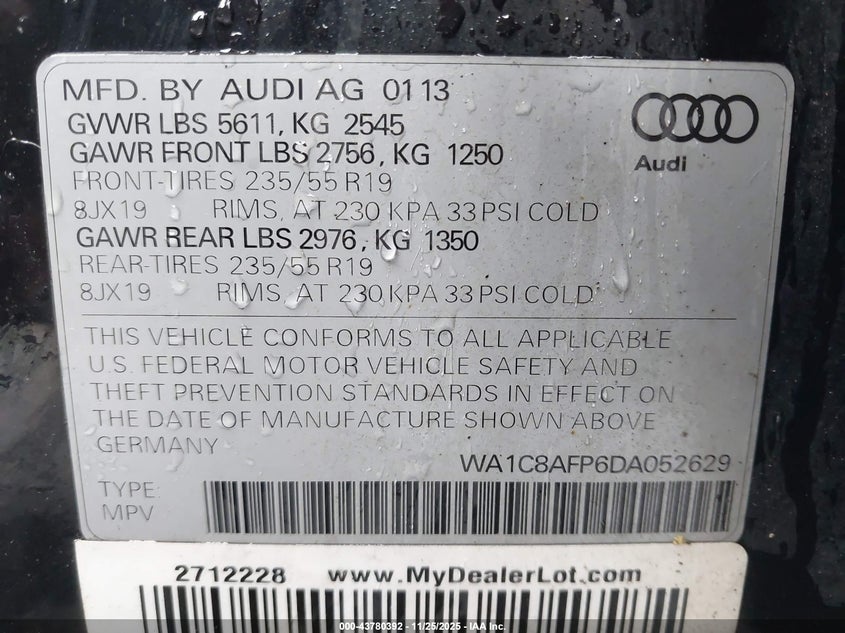 MFD. BY AUDI AG 01 13
GVWR LBS 5611, KG 2545
GAWR FRONT LBS 2756, KG 1250
FRONT-TIRES 235/55 R19
8JX19 RIMS, AT 230 KPA 33 PSI COLD
GAWR REAR LBS 2976, KG 1350
REAR-TIRES 235/55 R19
8JX19 RIMS, AT 230 KPA 33 PSI COLD
Audi
THIS VEHICLE CONFORMS TO ALL APPLICABLE
U.S. FEDERAL MOTOR VEHICLE SAFETY AND
THEFT PREVENTION STANDARDS IN EFFECT ON
THE DATE OF MANUFACTURE SHOWN ABOVE
GERMANY
WA1C8AFP6DA052629
TYPE:
MPV
2712228 www.MyDealerLot.com
000-43780392 - 11/25/2025 - IAA Inc.